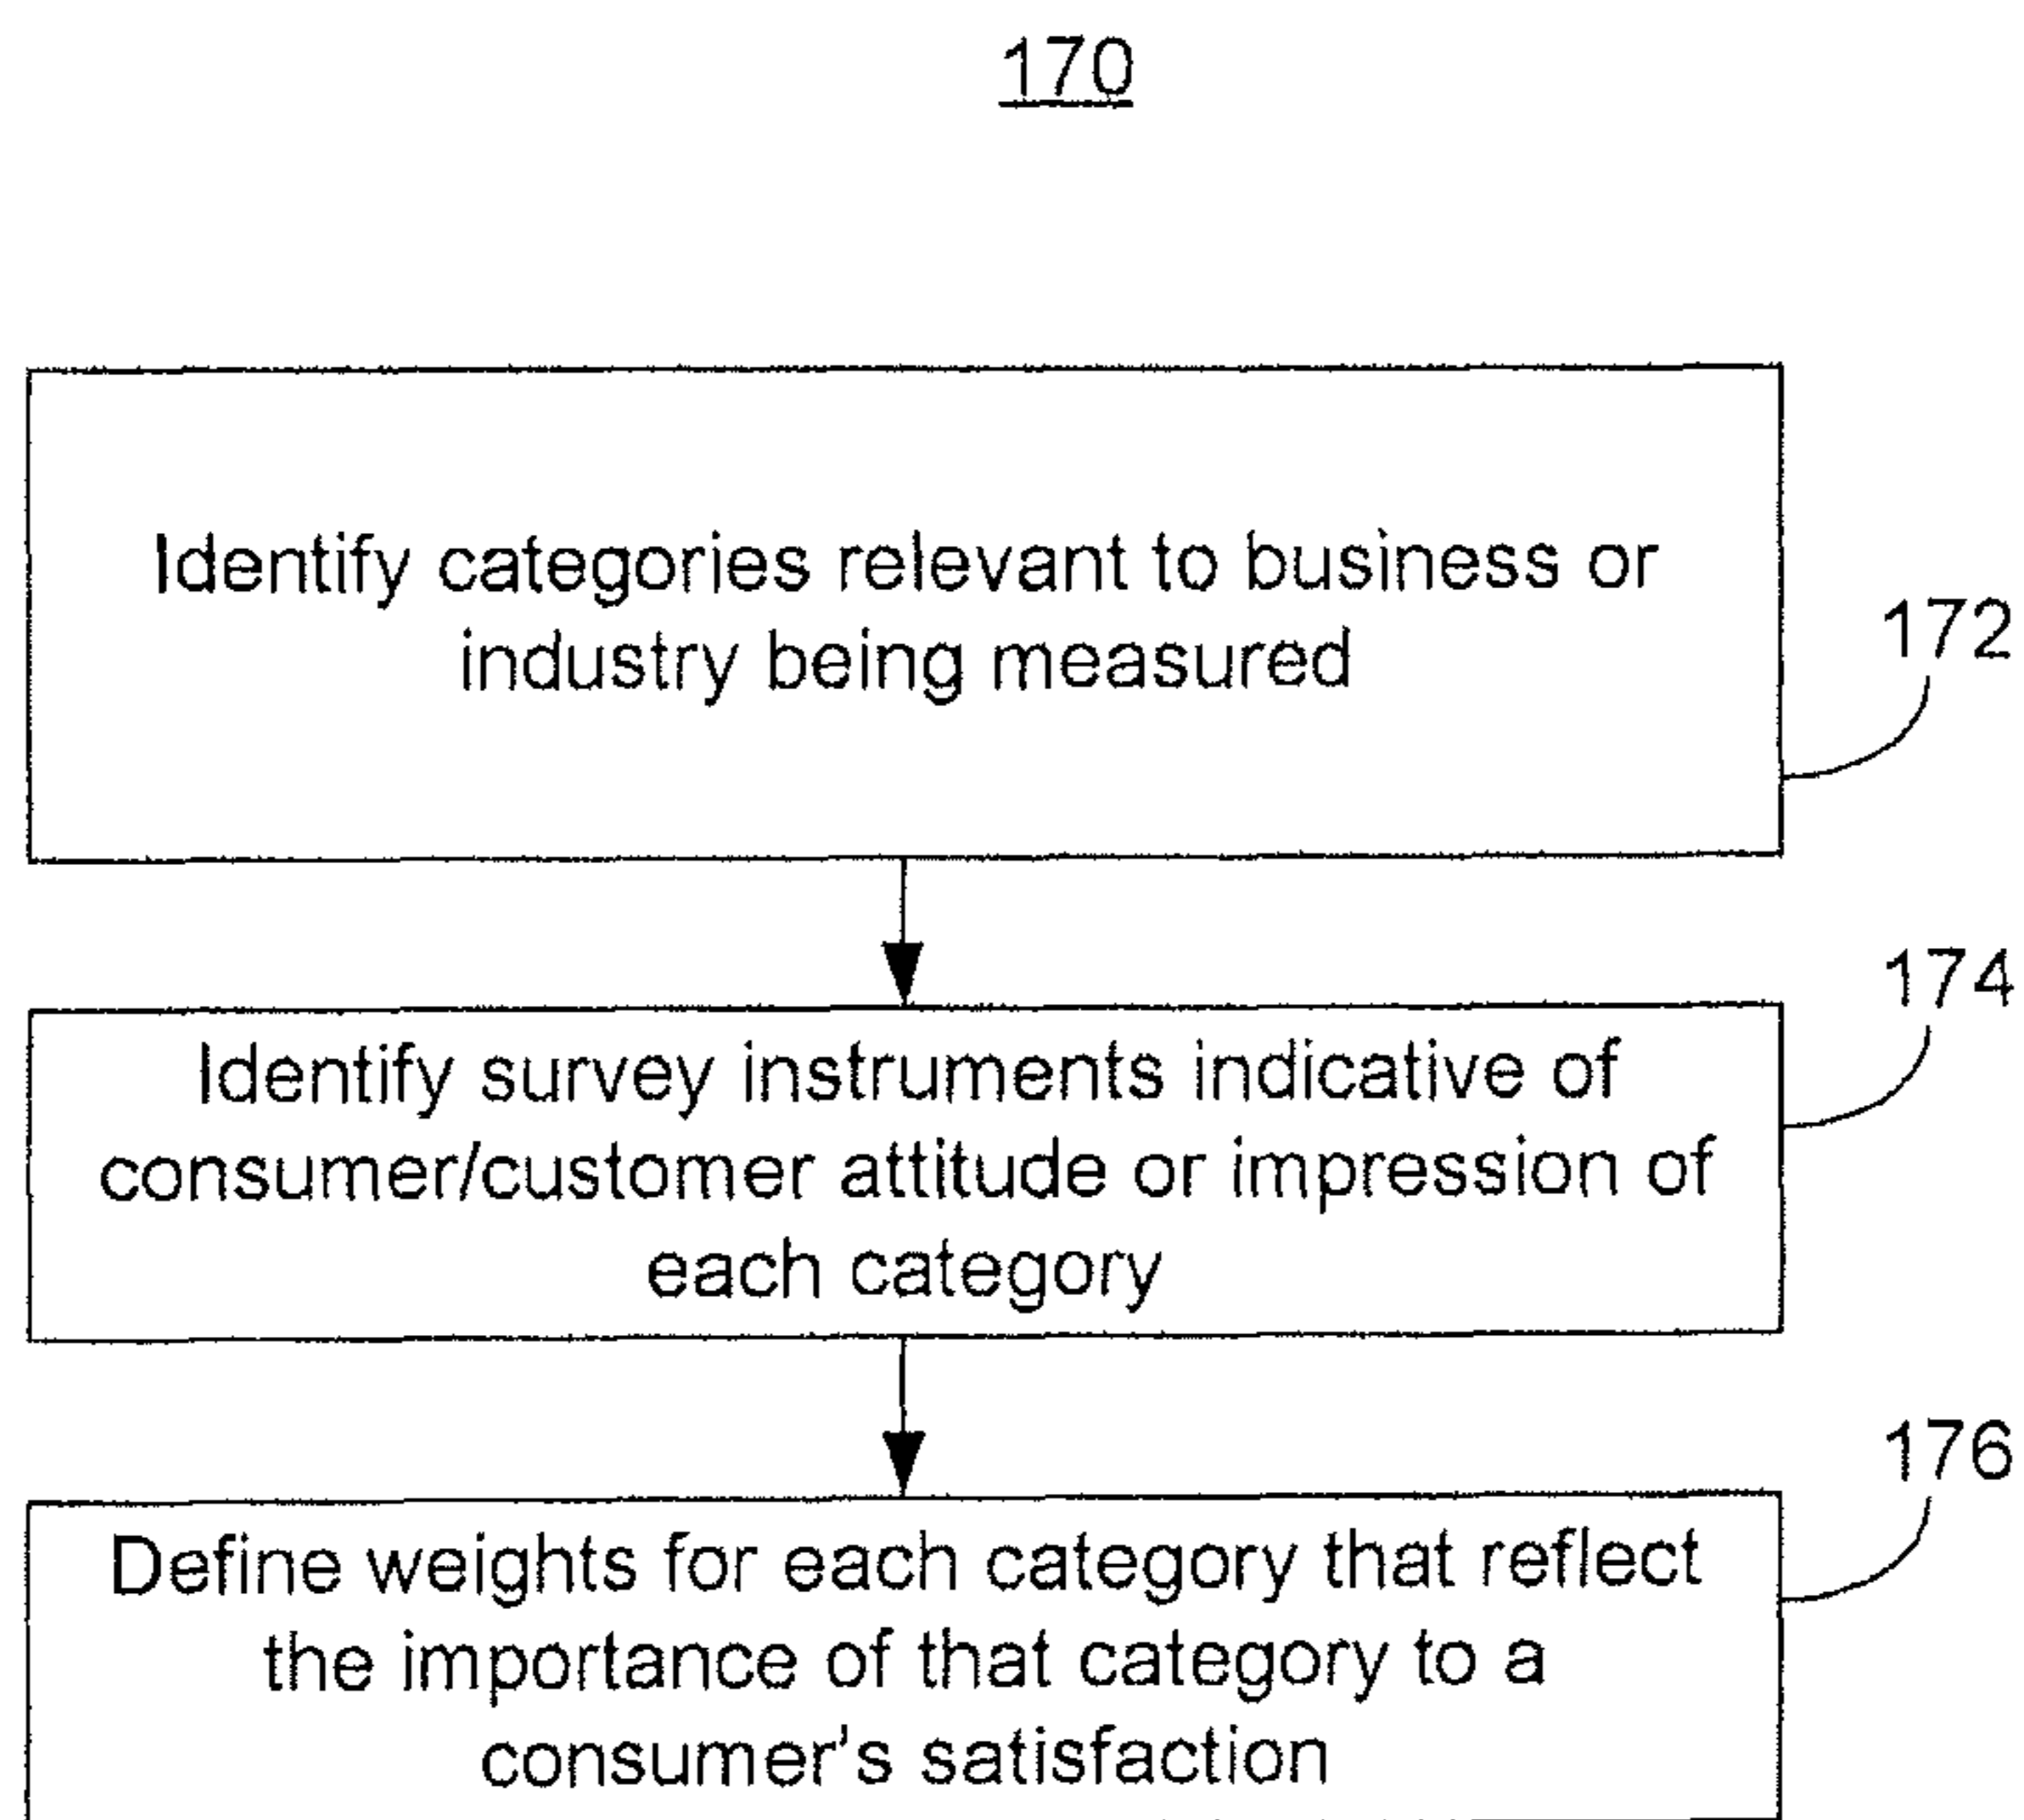 170
Identify categories relevant to business or
industry being measured
172
174
Identify survey instruments indicative of
consumer/customer attitude or impression of
each category
176
Define weights for each category that reflect
the importance of that category to a
consumer's satisfaction